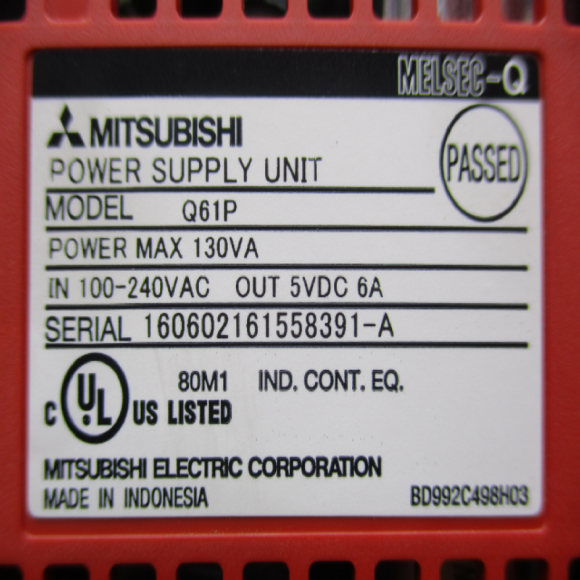 MELSEC-Q
MITSUBISHI
PASSED
POWER SUPPLY UNIT
MODEL Q61P
POWER MAX 130VA
IN 100-240VAC OUT 5VDC 6A
SERIAL 160602161558391-A
C UL US LISTED 80M1 IND. CONT. EQ.
MITSUBISHI ELECTRIC CORPORATION
MADE IN INDONESIA BD992C498H03